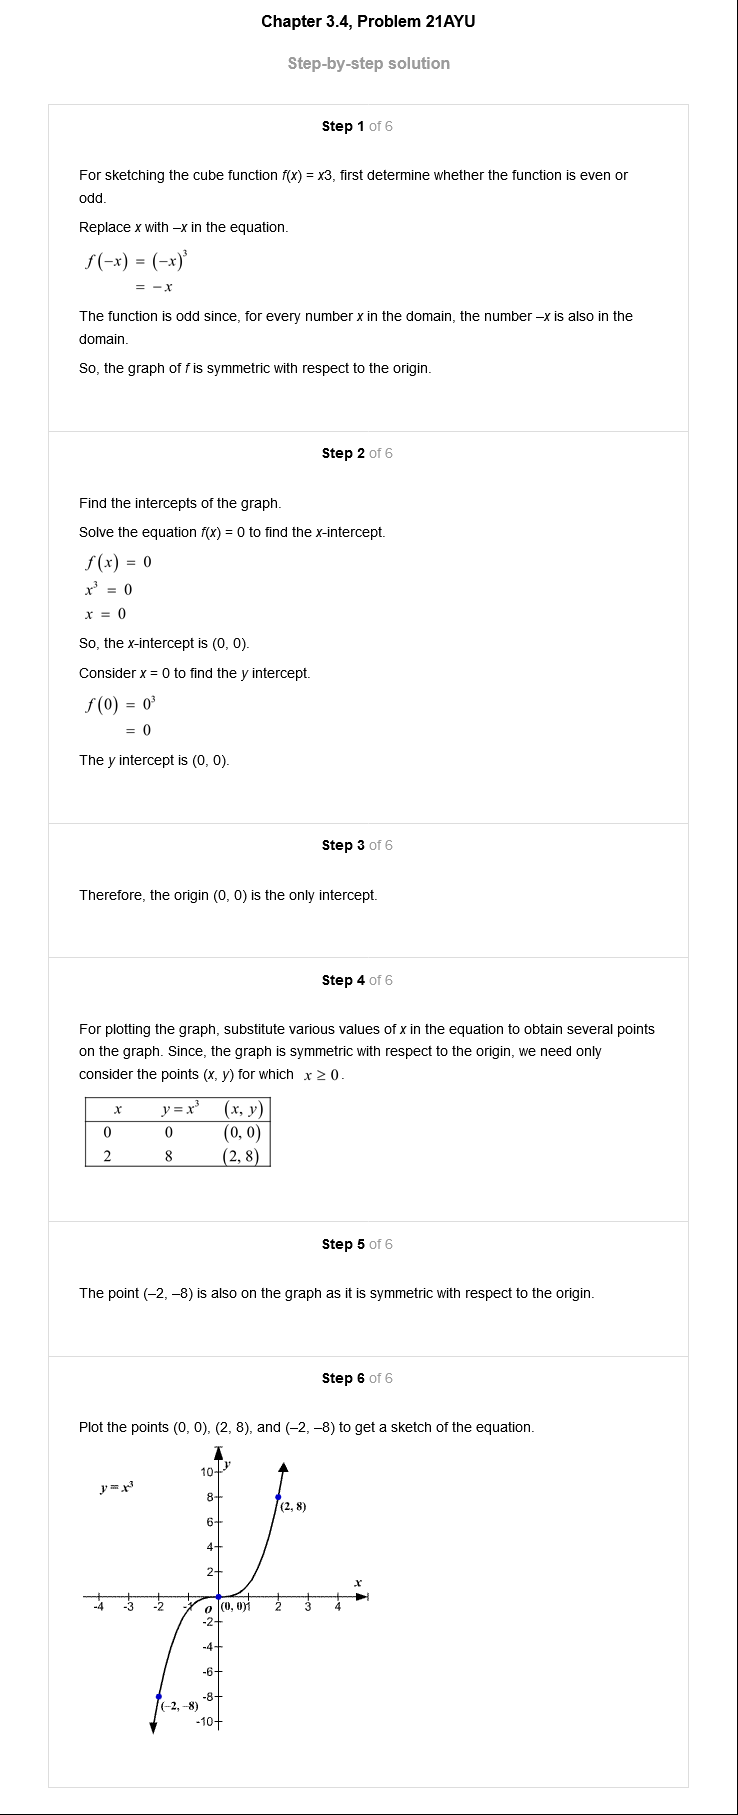 Chapter 3.4, Problem 21AYU
Step-by-step solution
Step 1 of 6
For sketching the cube function f(x) = x3, first determine whether the function is even or
odd.
Replace x with –x in the equation.
f(−x) = (−x)³
= −x
The function is odd since, for every number x in the domain, the number –x is also in the
domain.
So, the graph of f is symmetric with respect to the origin.
Step 2 of 6
Find the intercepts of the graph.
Solve the equation f(x) = 0 to find the x-intercept.
f(x) = 0
x³ = 0
x = 0
So, the x-intercept is (0, 0).
Consider x = 0 to find the y intercept.
f(0) = 0³
= 0
The y intercept is (0, 0).
Step 3 of 6
Therefore, the origin (0, 0) is the only intercept.
Step 4 of 6
For plotting the graph, substitute various values of x in the equation to obtain several points
on the graph. Since, the graph is symmetric with respect to the origin, we need only
consider the points (x, y) for which x ≥ 0.
x y = x³ (x, y)
0 0 (0, 0)
2 8 (2, 8)
Step 5 of 6
The point (–2, –8) is also on the graph as it is symmetric with respect to the origin.
Step 6 of 6
Plot the points (0, 0), (2, 8), and (–2, –8) to get a sketch of the equation.
y
10
y = x³
8
(2, 8)
6
4
2
x
-4 -3 -2 -1 O (0, 0) 1 2 3 4
-2
-4
-6
-8
(−2, −8)
-10